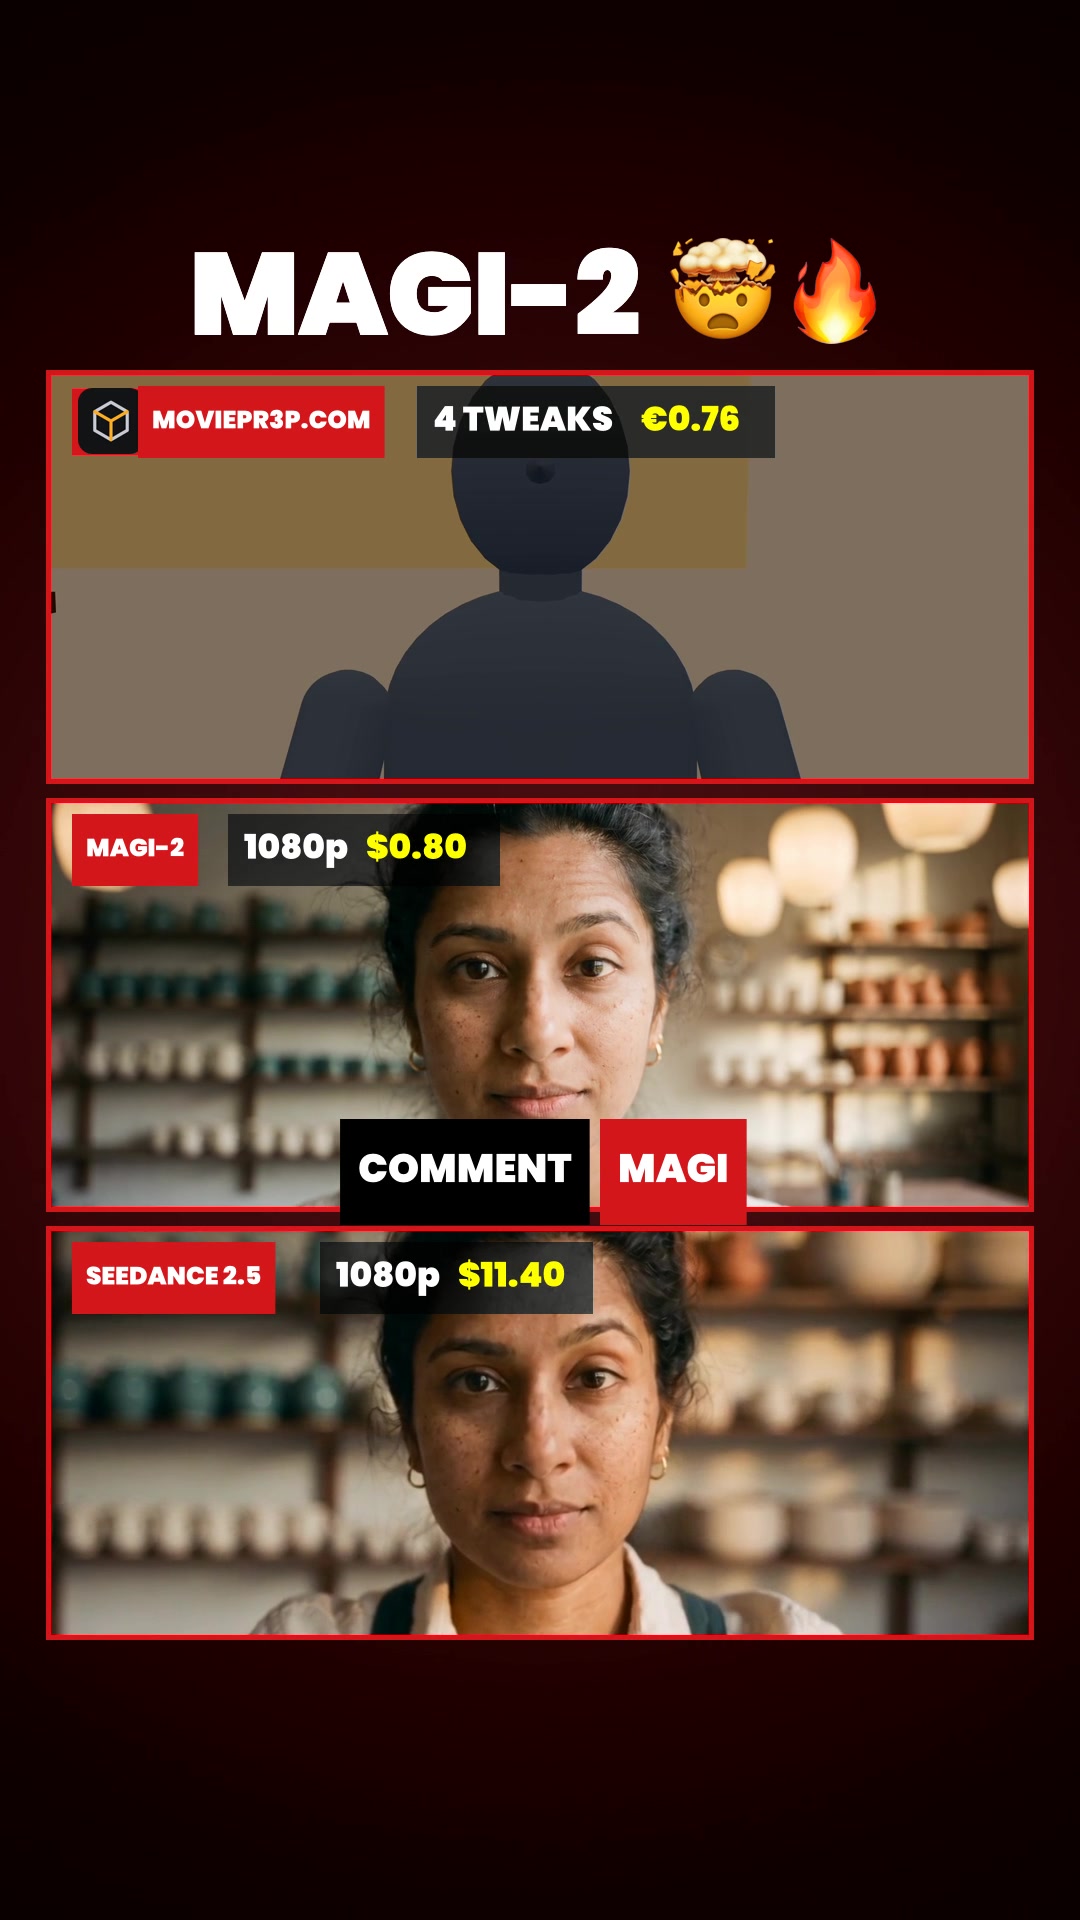 MAGI-2 🤯🔥
MOVIEPR3P.COM 4 TWEAKS €0.76
MAGI-2 1080p $0.80
COMMENT MAGI
SEEDANCE 2.5 1080p $11.40